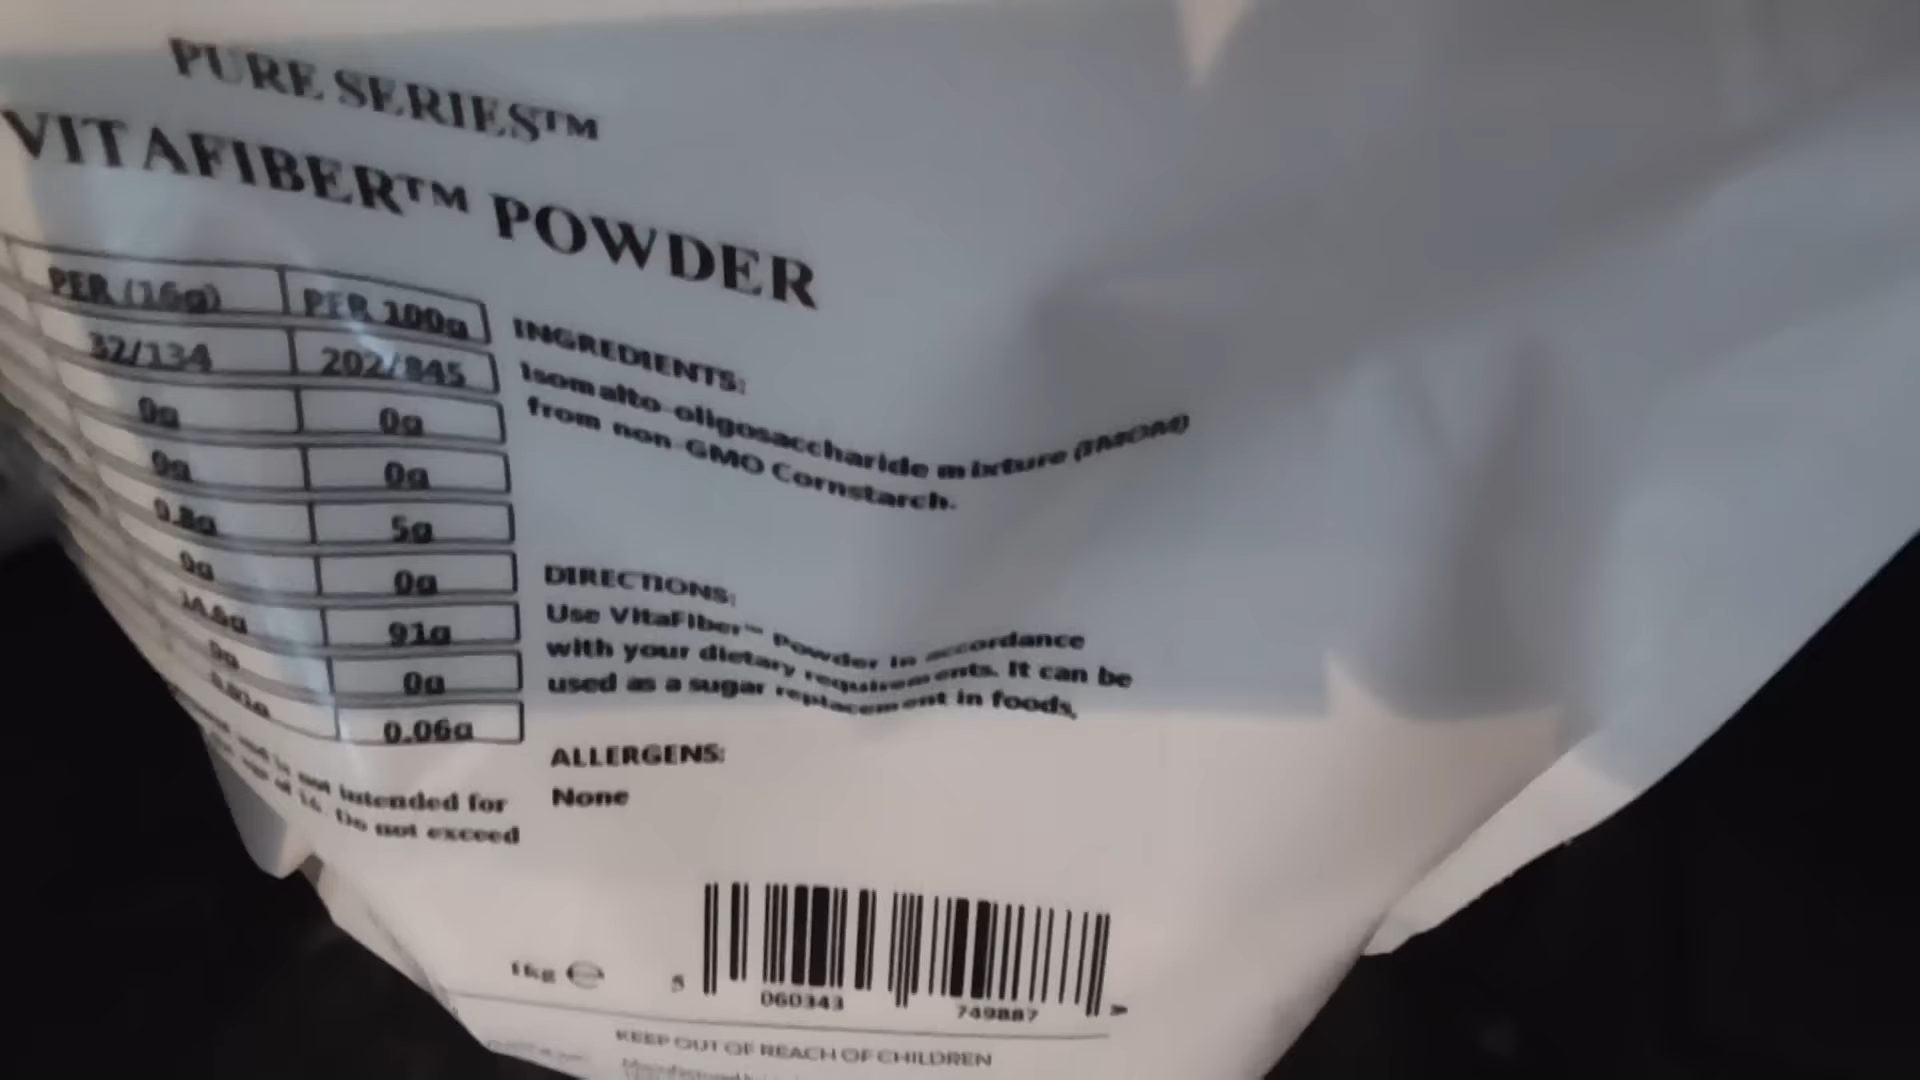 PURE SERIES™
VITAFIBER™ POWDER
PER (16g) PER 100g
32/134 202/845
0g 0g
0g 0g
0.8g 5g
0g 0g
14.6g 91g
0g 0g
0.06g
not intended for
Do not exceed
INGREDIENTS:
Isomalto-oligosaccharide mixture (IMOM)
from non-GMO Cornstarch.
DIRECTIONS:
Use VitaFiber™ Powder in accordance
with your dietary requirements. It can be
used as a sugar replacement in foods.
ALLERGENS:
None
1kg ℮
5 060343 749887 >
KEEP OUT OF REACH OF CHILDREN